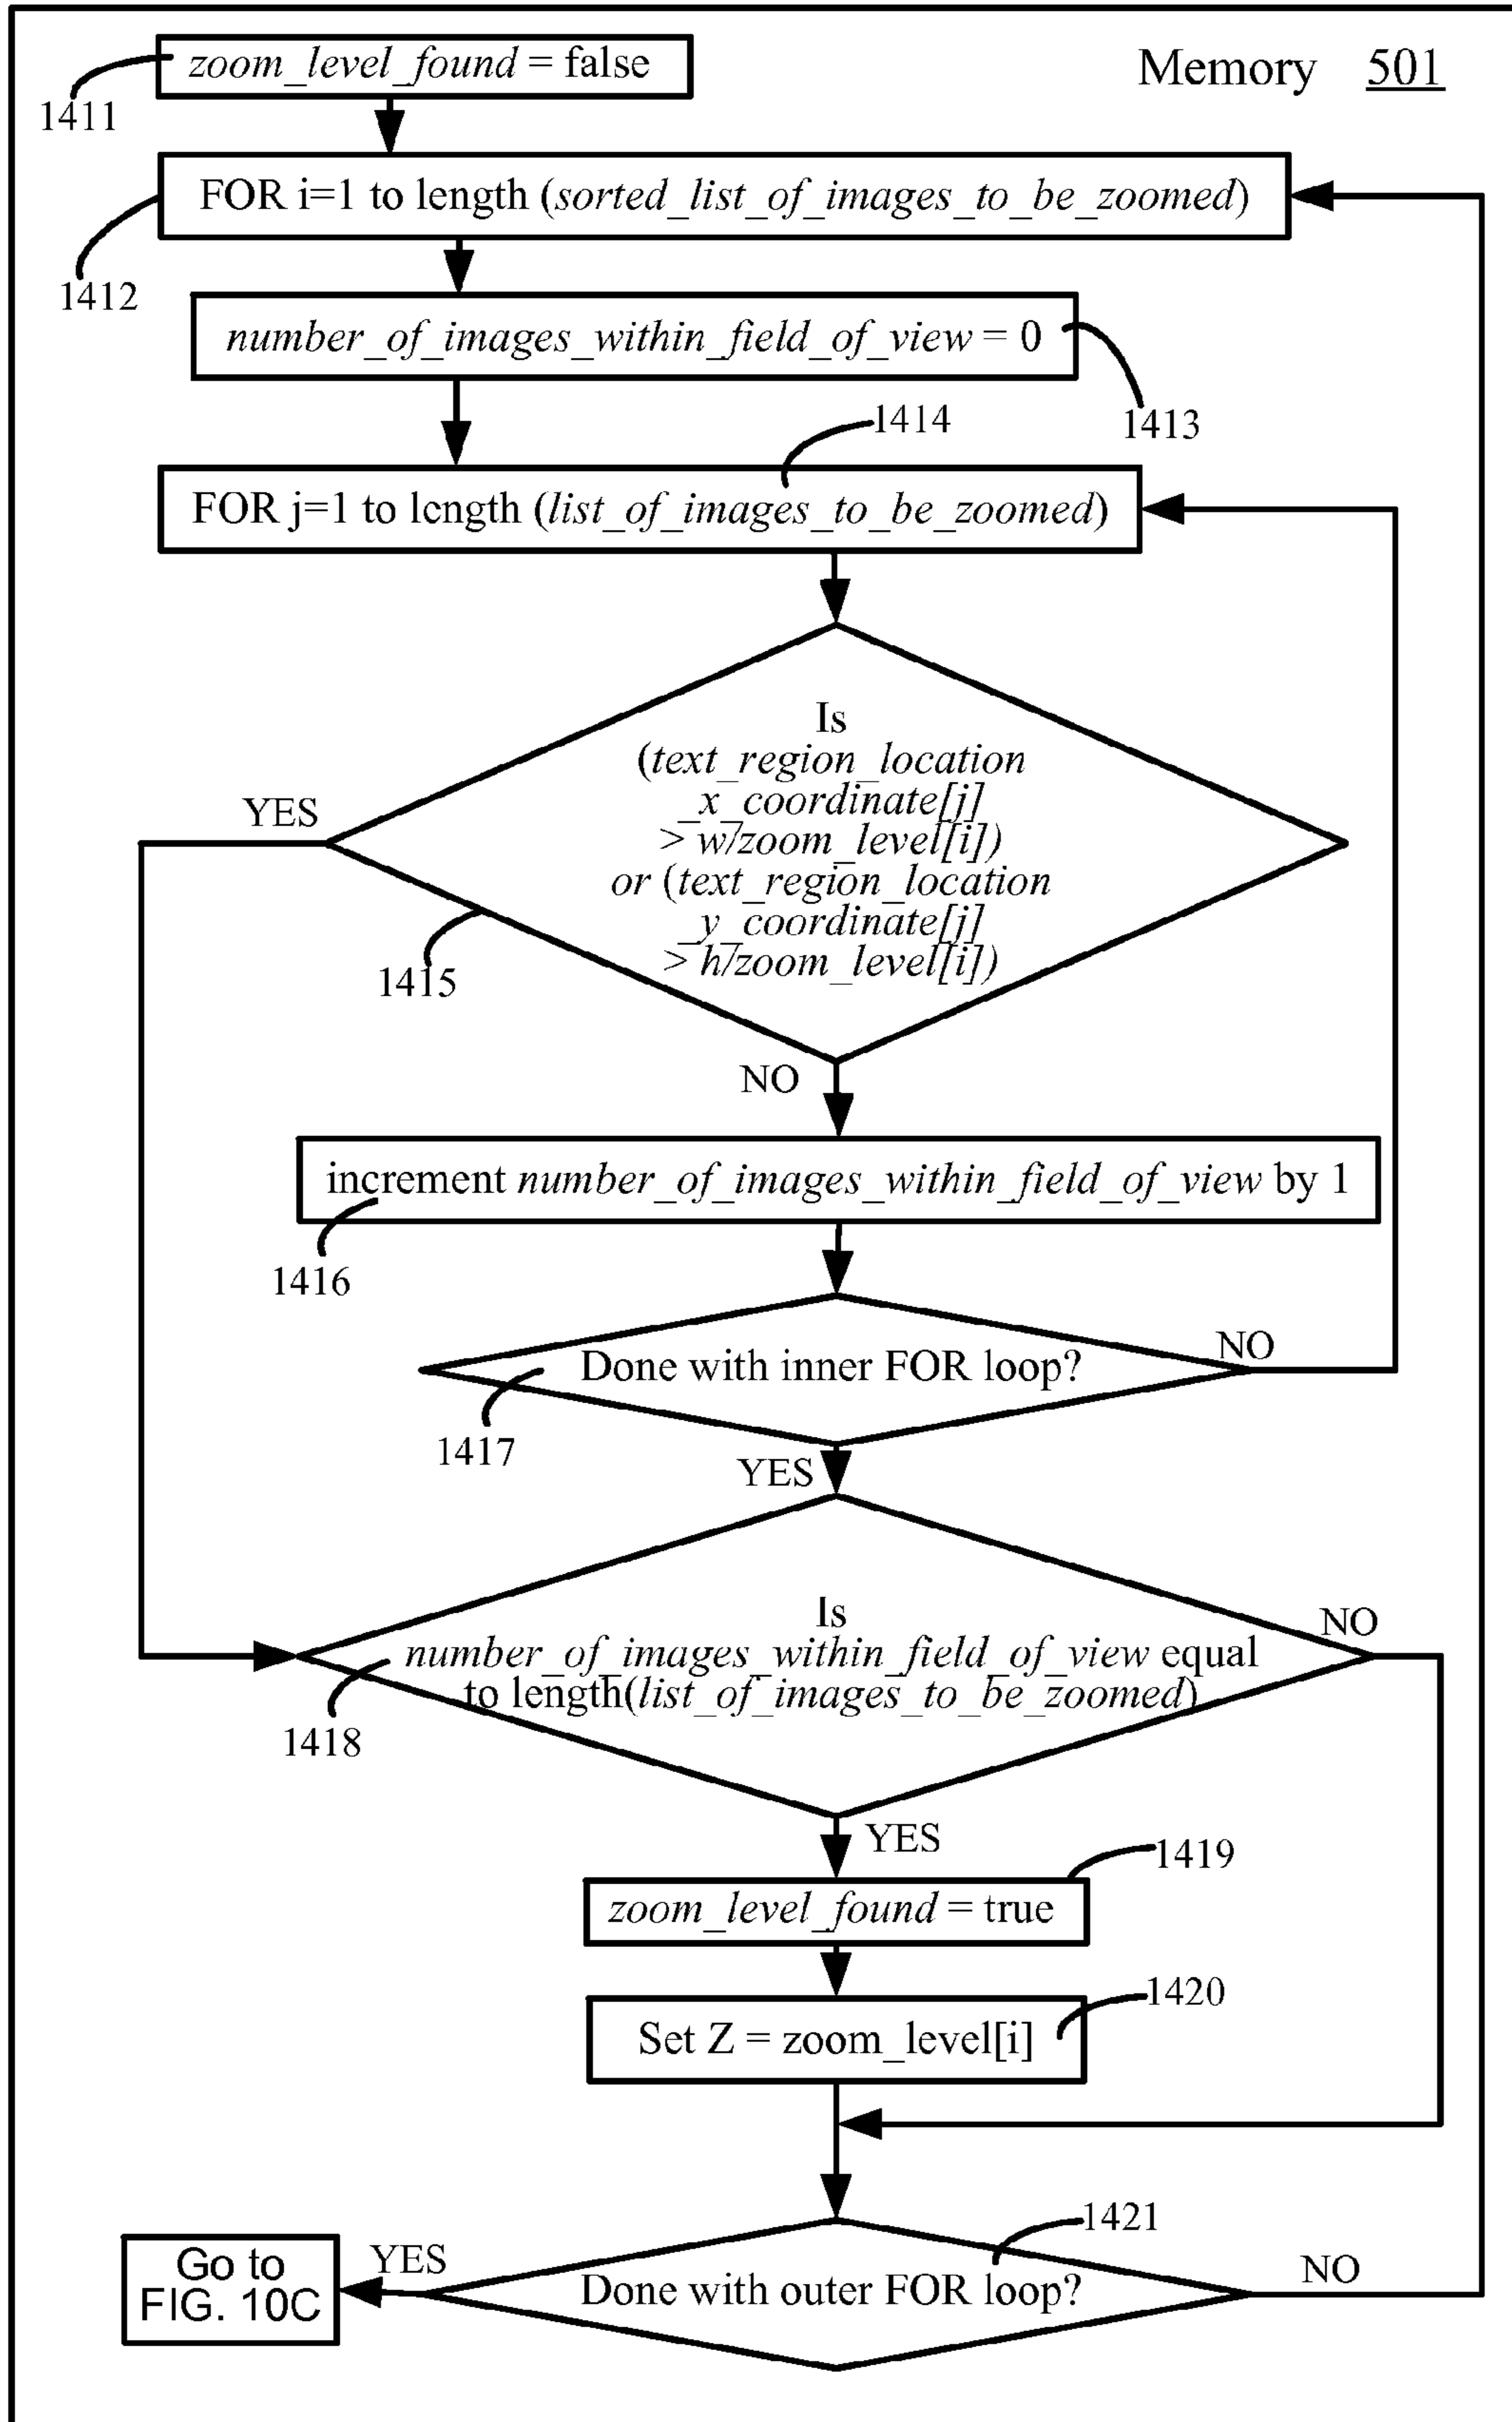 zoom_level_found = false
Memory 501
1411
FOR i=1 to length (sorted_list_of_images_to_be_zoomed)
1412
number_of_images_within_field_of_view = 0
1413
1414
FOR j=1 to length (list_of_images_to_be_zoomed)
Is
(text_region_location
_x_coordinate[j]
> w/zoom_level[i])
or (text_region_location
_y_coordinate[j]
> h/zoom_level[i])
YES
1415
NO
increment number_of_images_within_field_of_view by 1
1416
Done with inner FOR loop?
NO
1417
YES
Is
number_of_images_within_field_of_view equal
to length(list_of_images_to_be_zoomed)
NO
1418
YES
1419
zoom_level_found = true
1420
Set Z = zoom_level[i]
1421
Done with outer FOR loop?
YES
NO
Go to
FIG. 10C